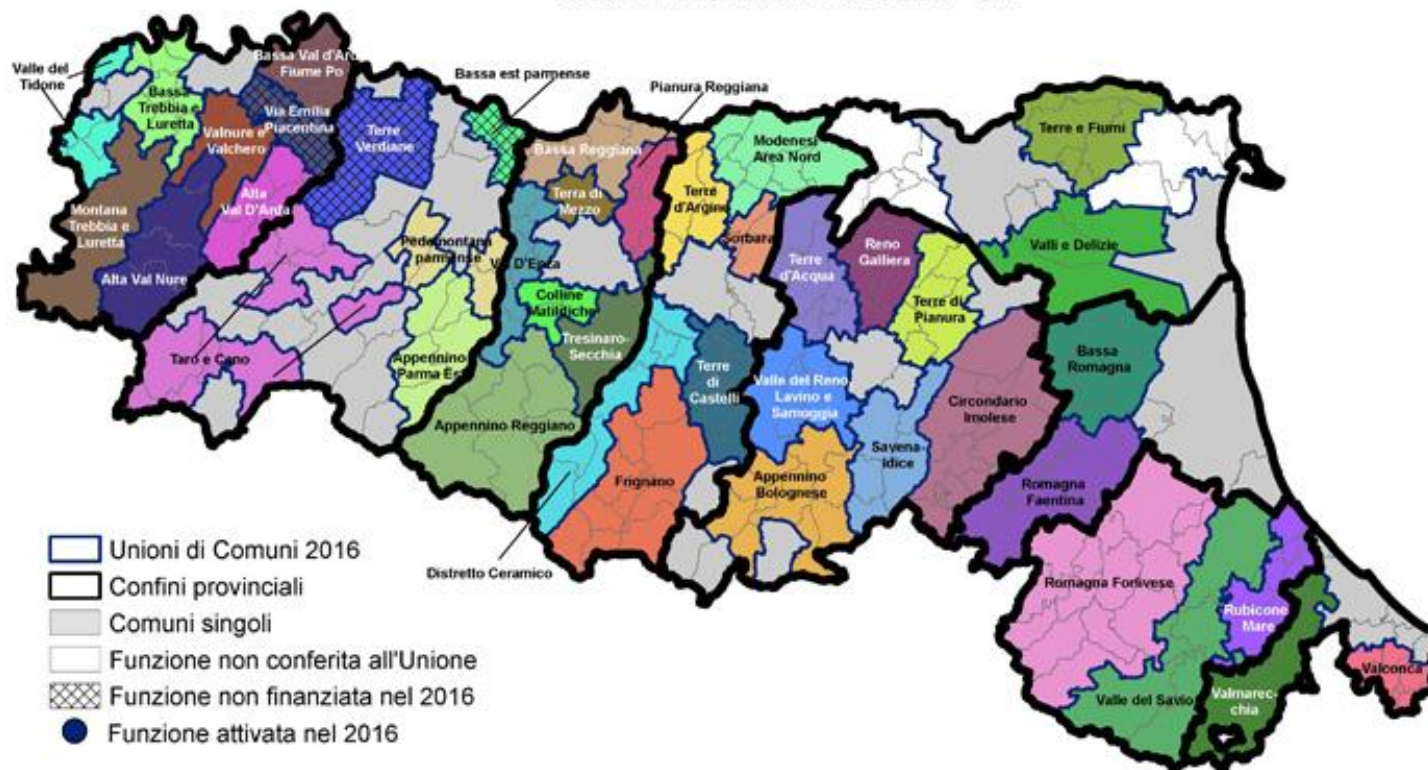 Valle del
Tidone
Bassa
Trebbia e
Luretta
Bassa Val d'Arda
Fiume Po
Via Emilia
Piacentina
Valnure e
Valchero
Alta
Val D'Arda
Montana
Trebbia e
Luretta
Alta Val Nure
Terre
Verdiane
Bassa est parmense
Pedemontana
parmense
Taro e Ceno
Appennino
Parma Est
Bassa Reggiana
Pianura Reggiana
Terra di
Mezzo
Val D'Enza
Colline
Matildiche
Tresinaro-
Secchia
Appennino Reggiano
Terre
d'Argine
Modenesi
Area Nord
Sorbara
Terre
di
Castelli
Frignano
Distretto Ceramico
Terre
d'Acqua
Reno
Galliera
Terre di
Pianura
Valle del Reno
Lavino e
Samoggia
Savena-
Idice
Appennino
Bolognese
Circondario
Imolese
Terre e Fiumi
Valli e Delizie
Bassa
Romagna
Romagna
Faentina
Romagna Forlivese
Rubicone
Mare
Valle del Savio
Valmarec-
chia
Valconca
Unioni di Comuni 2016
Confini provinciali
Comuni singoli
Funzione non conferita all'Unione
Funzione non finanziata nel 2016
Funzione attivata nel 2016